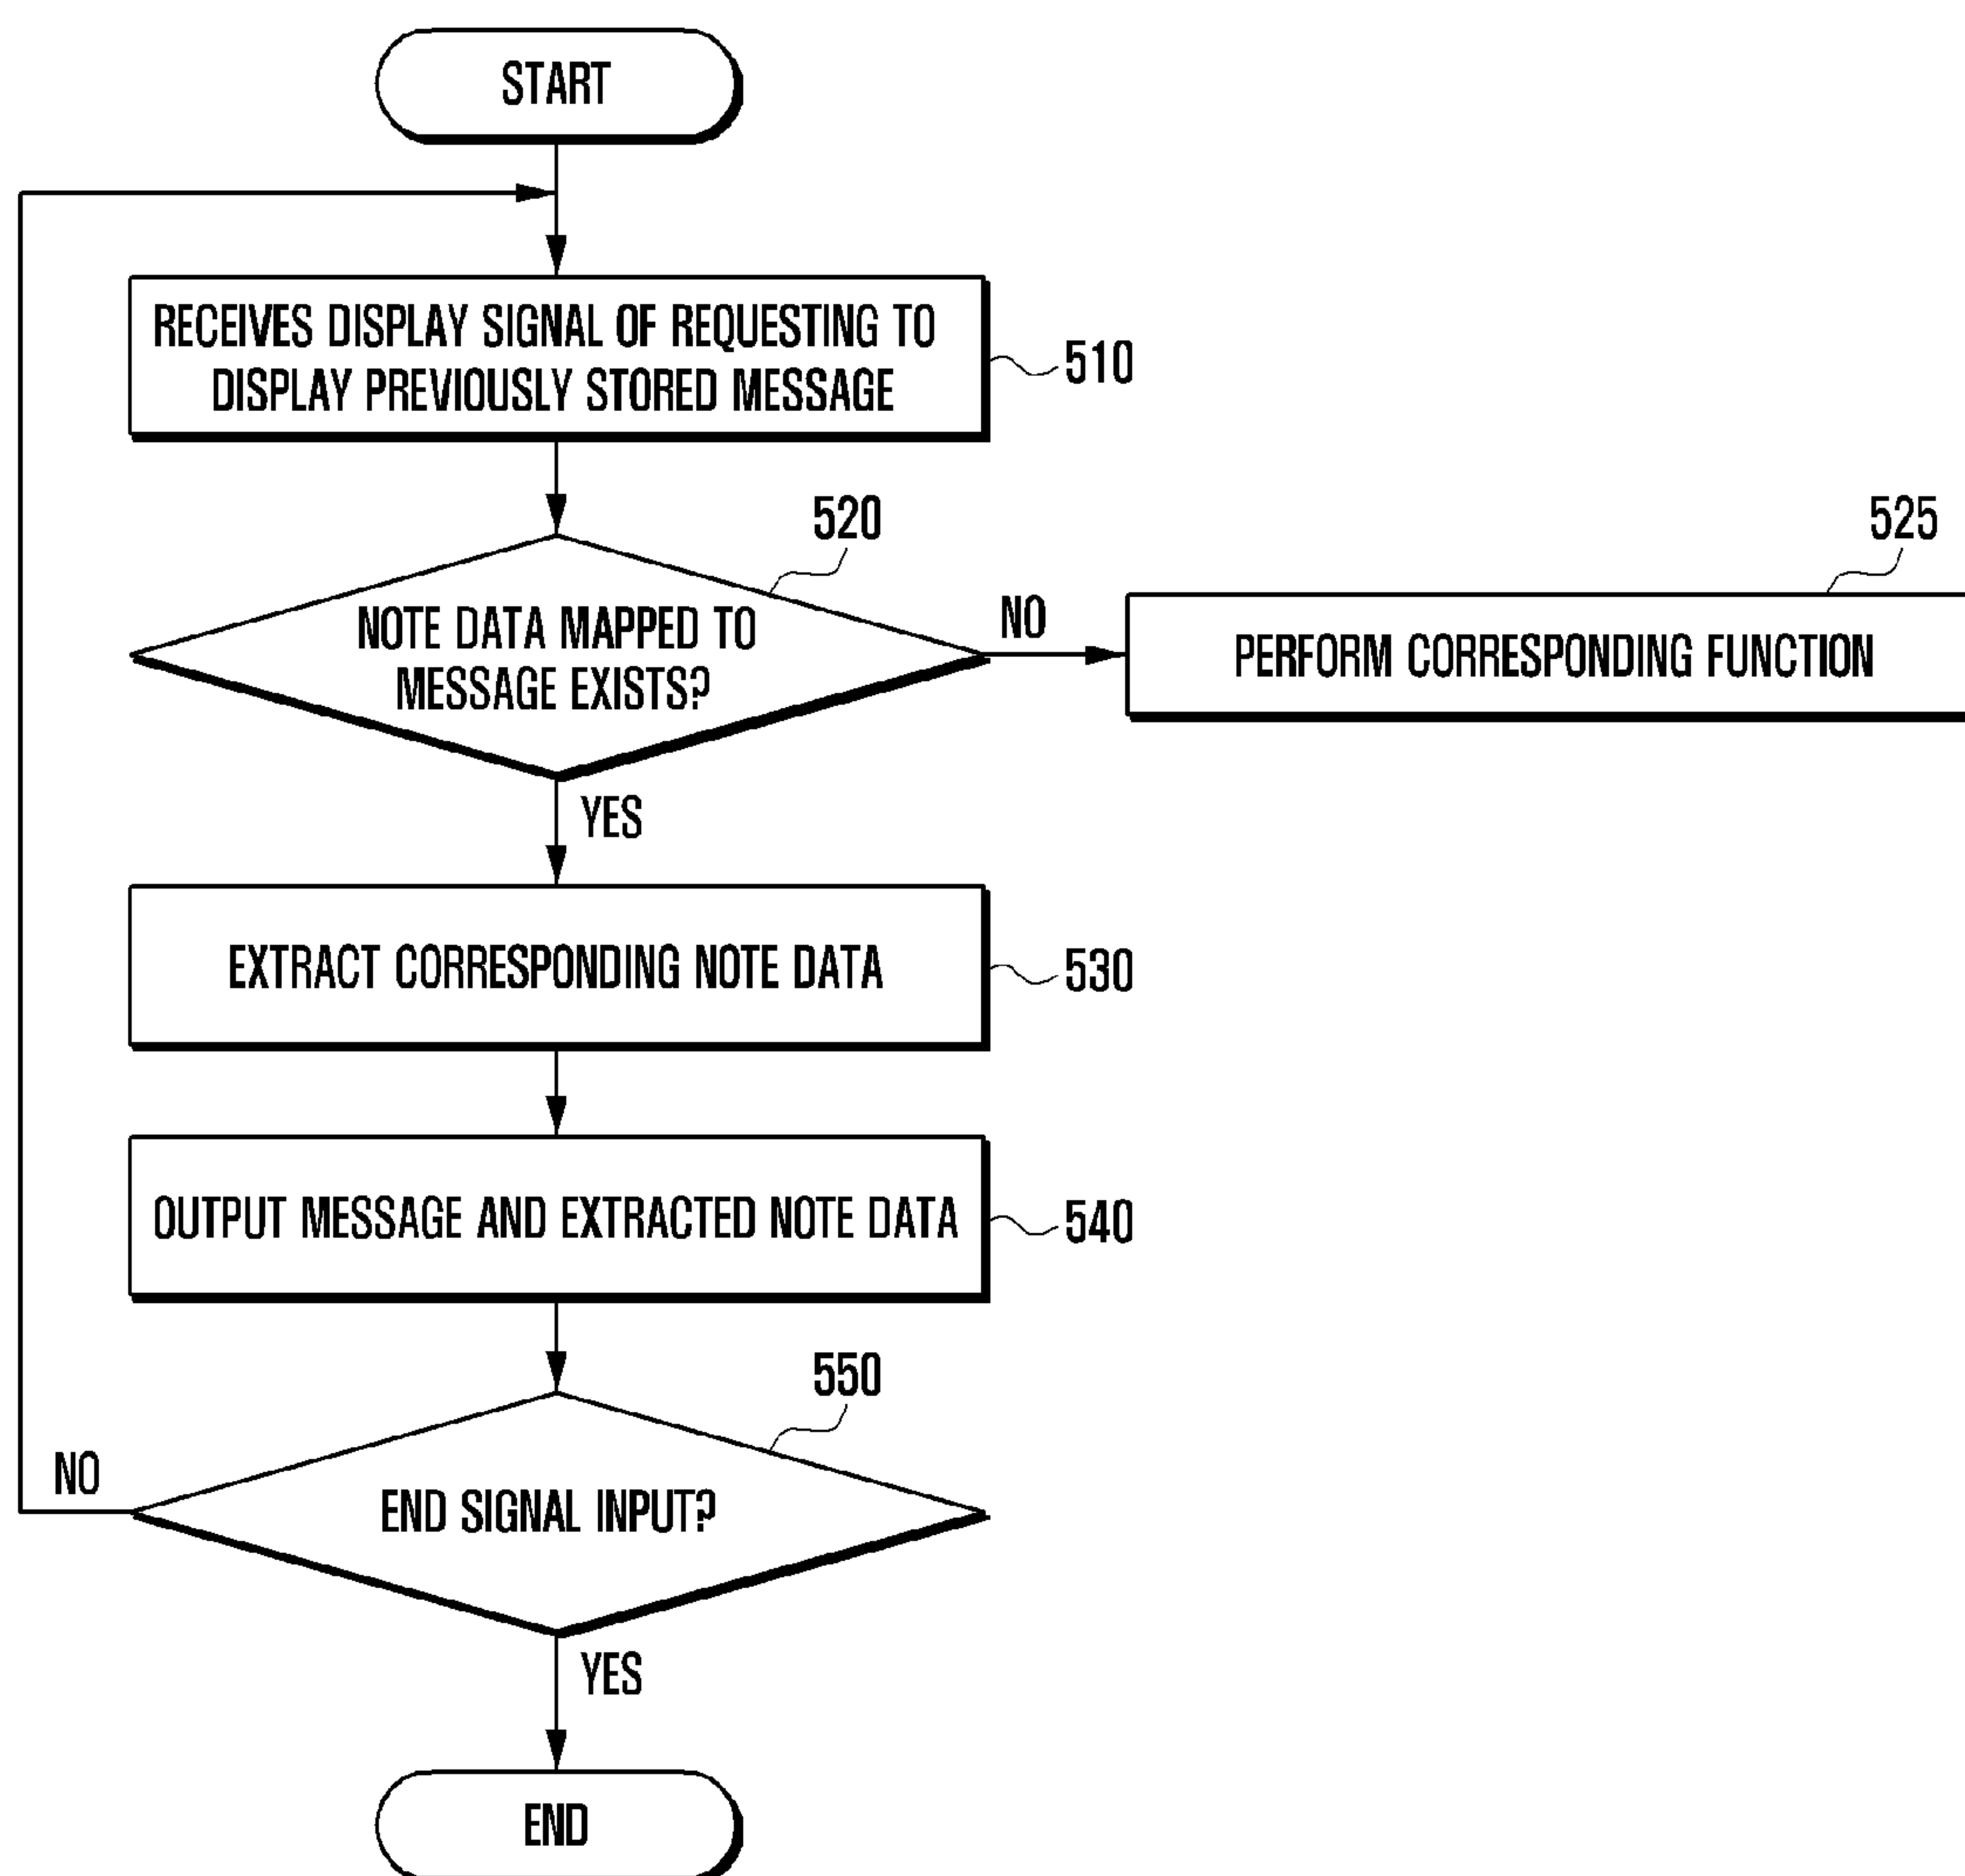 START
RECEIVES DISPLAY SIGNAL OF REQUESTING TO
DISPLAY PREVIOUSLY STORED MESSAGE
510
520
525
NOTE DATA MAPPED TO
MESSAGE EXISTS?
NO
PERFORM CORRESPONDING FUNCTION
YES
EXTRACT CORRESPONDING NOTE DATA
530
OUTPUT MESSAGE AND EXTRACTED NOTE DATA
540
550
NO
END SIGNAL INPUT?
YES
END